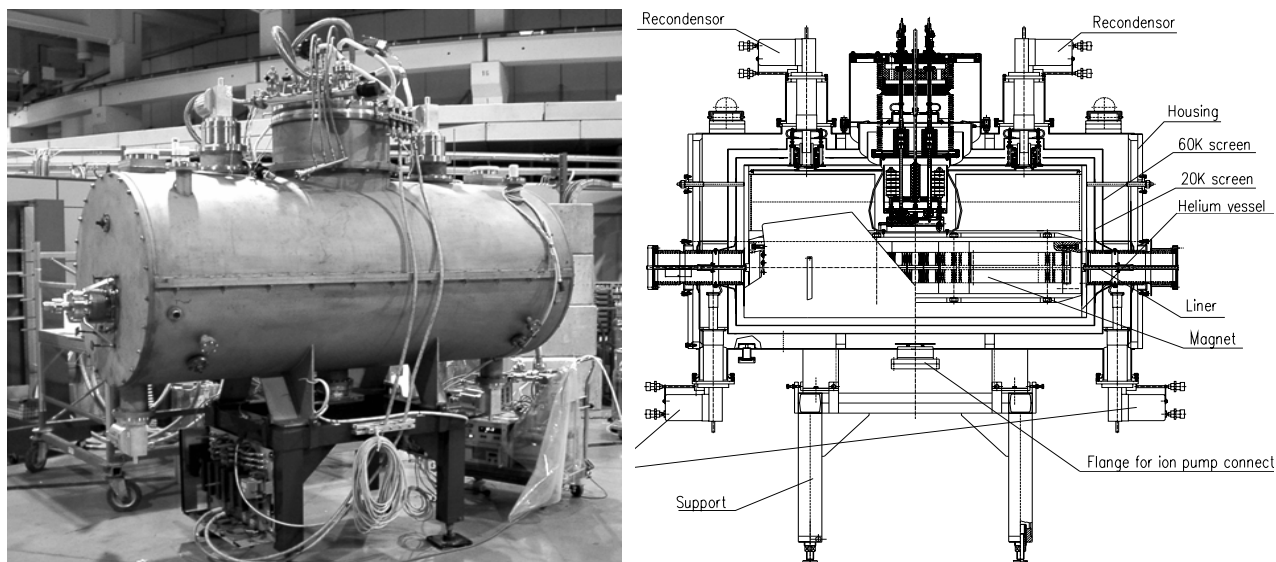 Recondensor
Recondensor
Housing
60K screen
20K screen
Helium vessel
Liner
Magnet
Flange for ion pump connect
Support